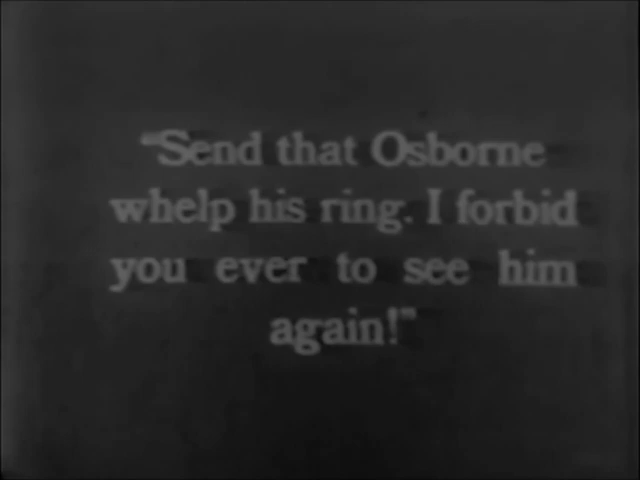 "Send that Osborne
whelp his ring. I forbid
you ever to see him
again!"